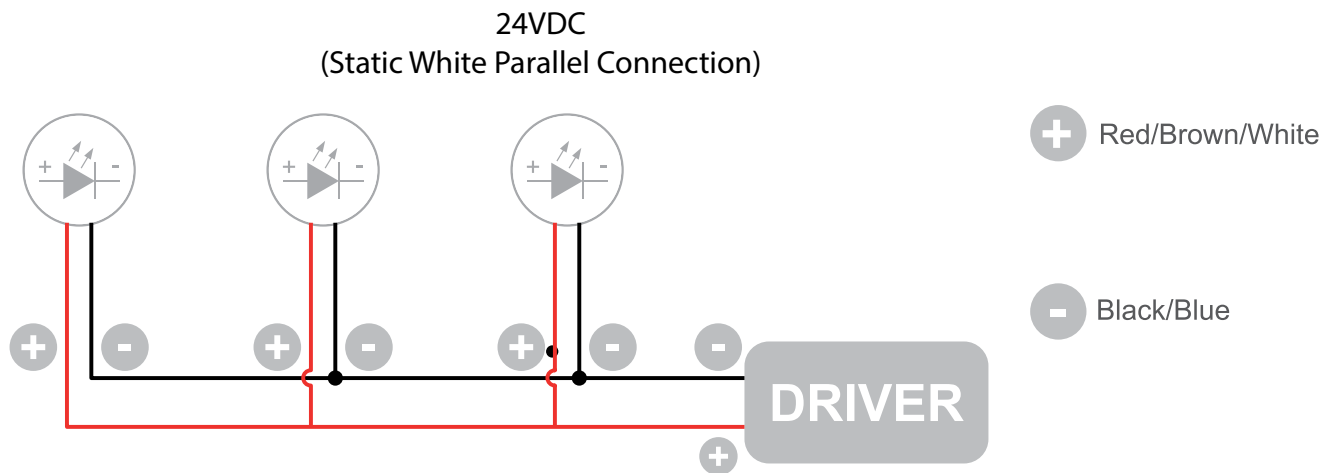 24VDC
(Static White Parallel Connection)
+ - + - + -
+ Red/Brown/White
- Black/Blue
+ - + - + - -
DRIVER
+